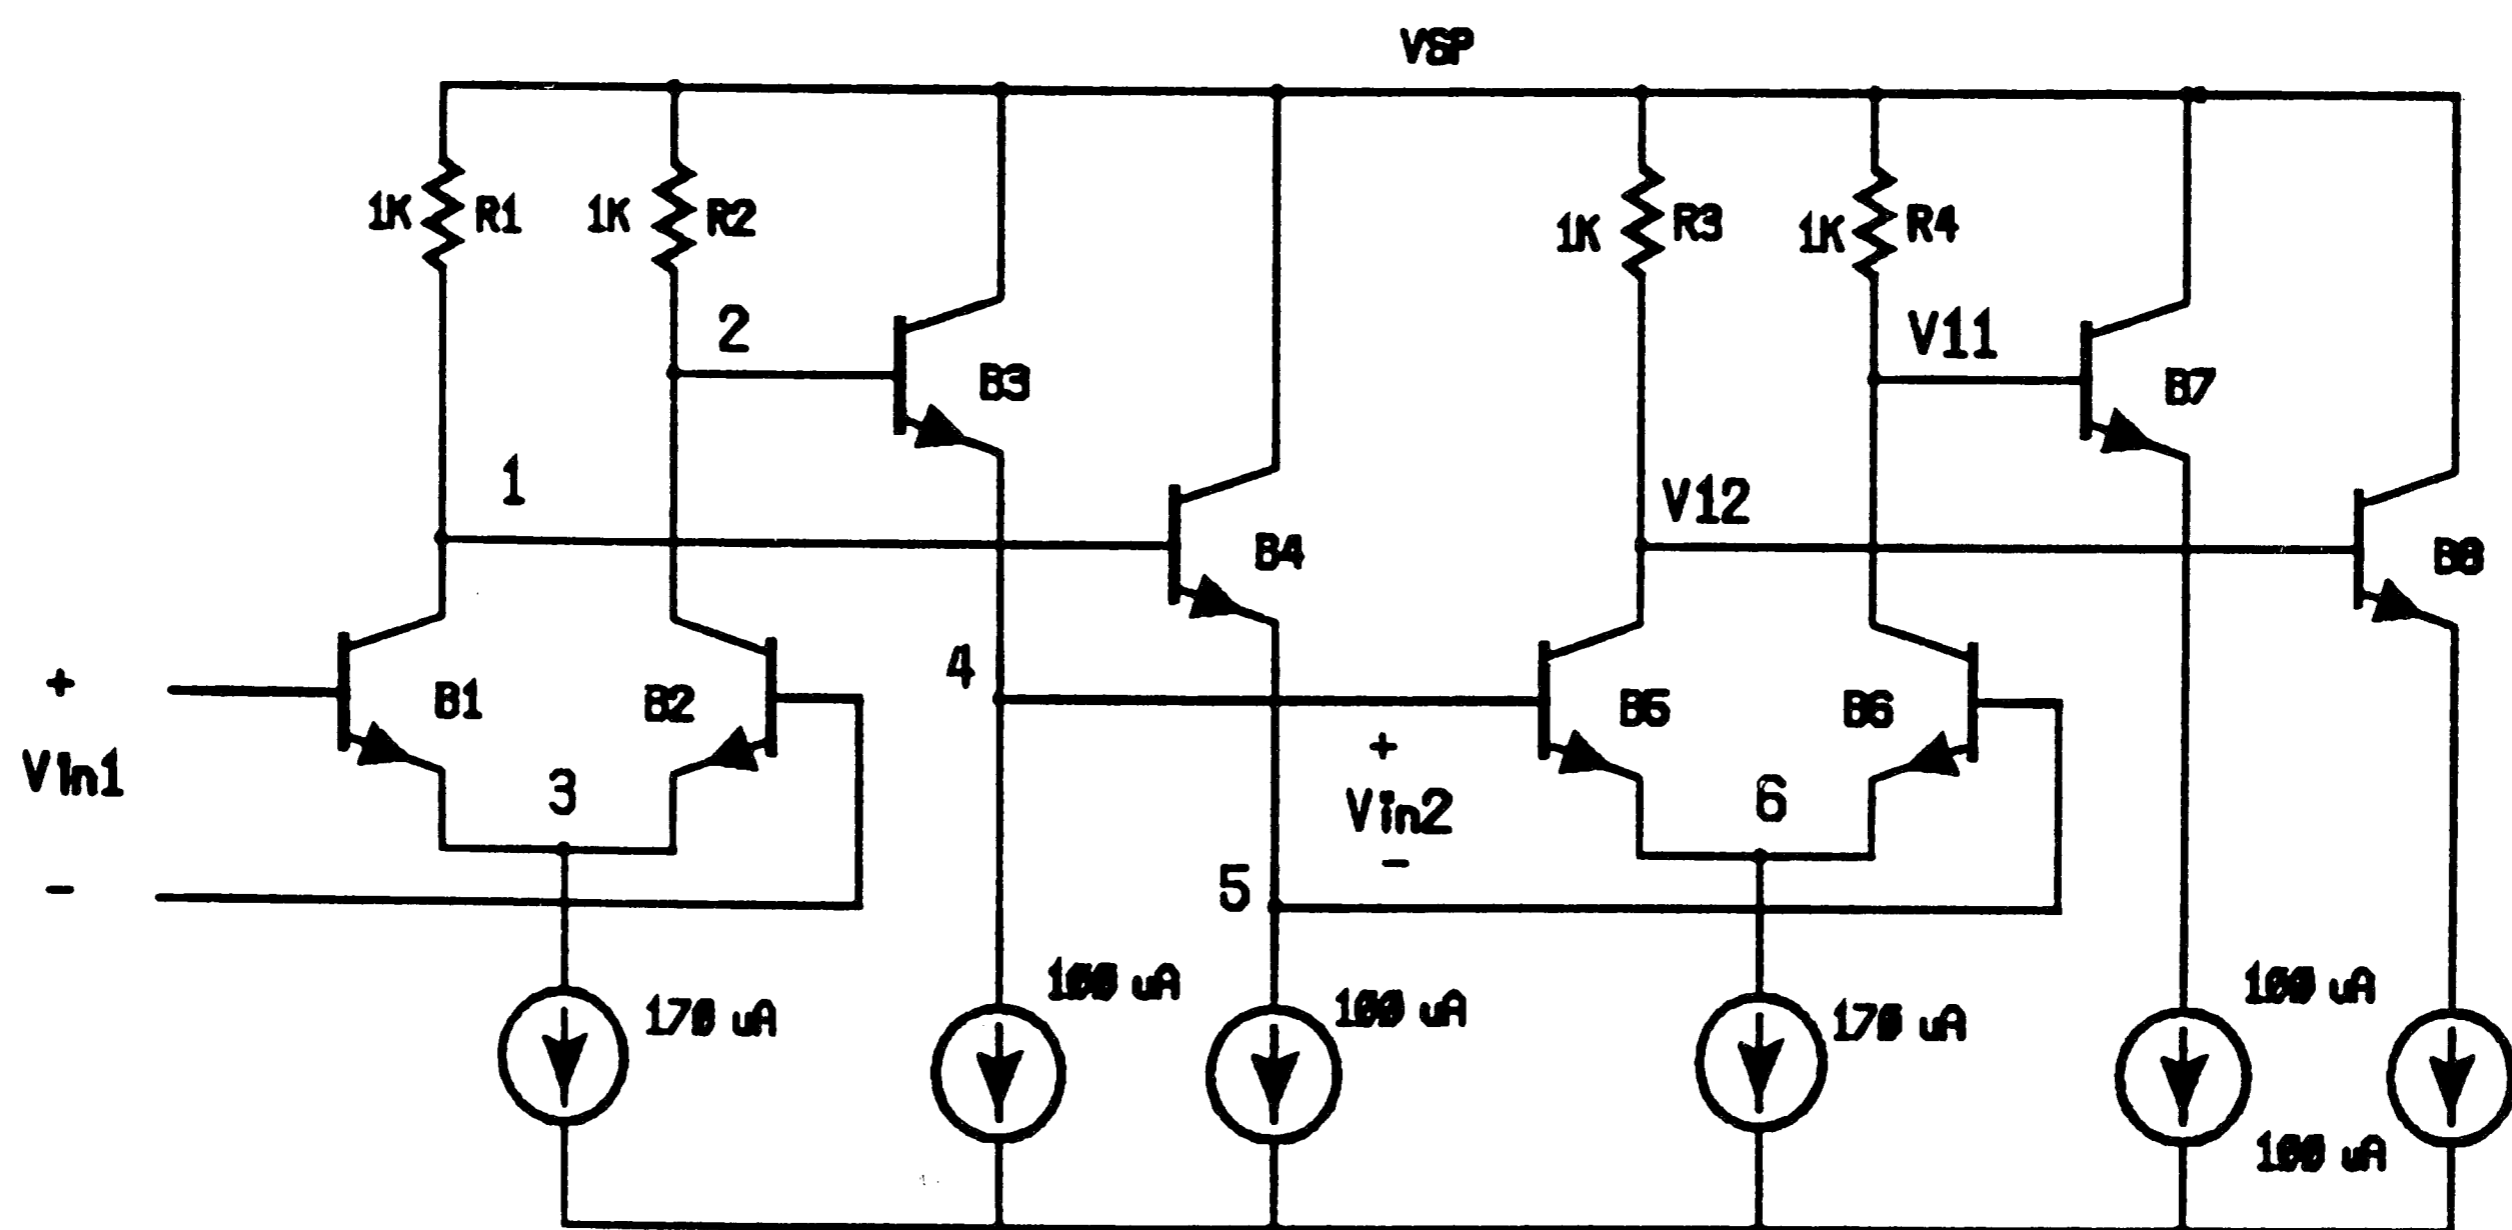 VSP
1K R1 1K R2 1K R3 1K R4
2 V11
B3 B7
1 V12
B4 B8
+ 4
B1 B2 B5 B6
+
Vin1 3 Vin2 6
- 5 -
170 uA 100 uA 100 uA 170 uA 100 uA
100 uA